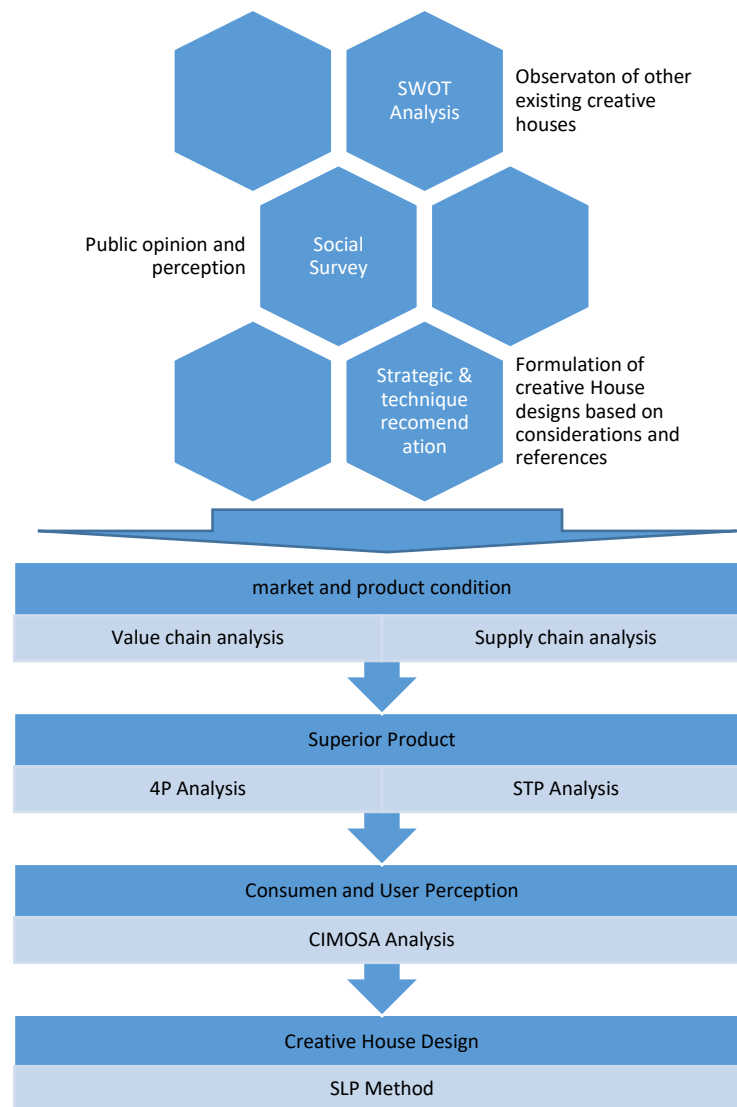 SWOT
Analysis
Observaton of other
existing creative
houses
Public opinion and
perception
Social
Survey
Strategic &
technique
recomend
ation
Formulation of
creative House
designs based on
considerations and
references
market and product condition
Value chain analysis
Supply chain analysis
Superior Product
4P Analysis
STP Analysis
Consumen and User Perception
CIMOSA Analysis
Creative House Design
SLP Method